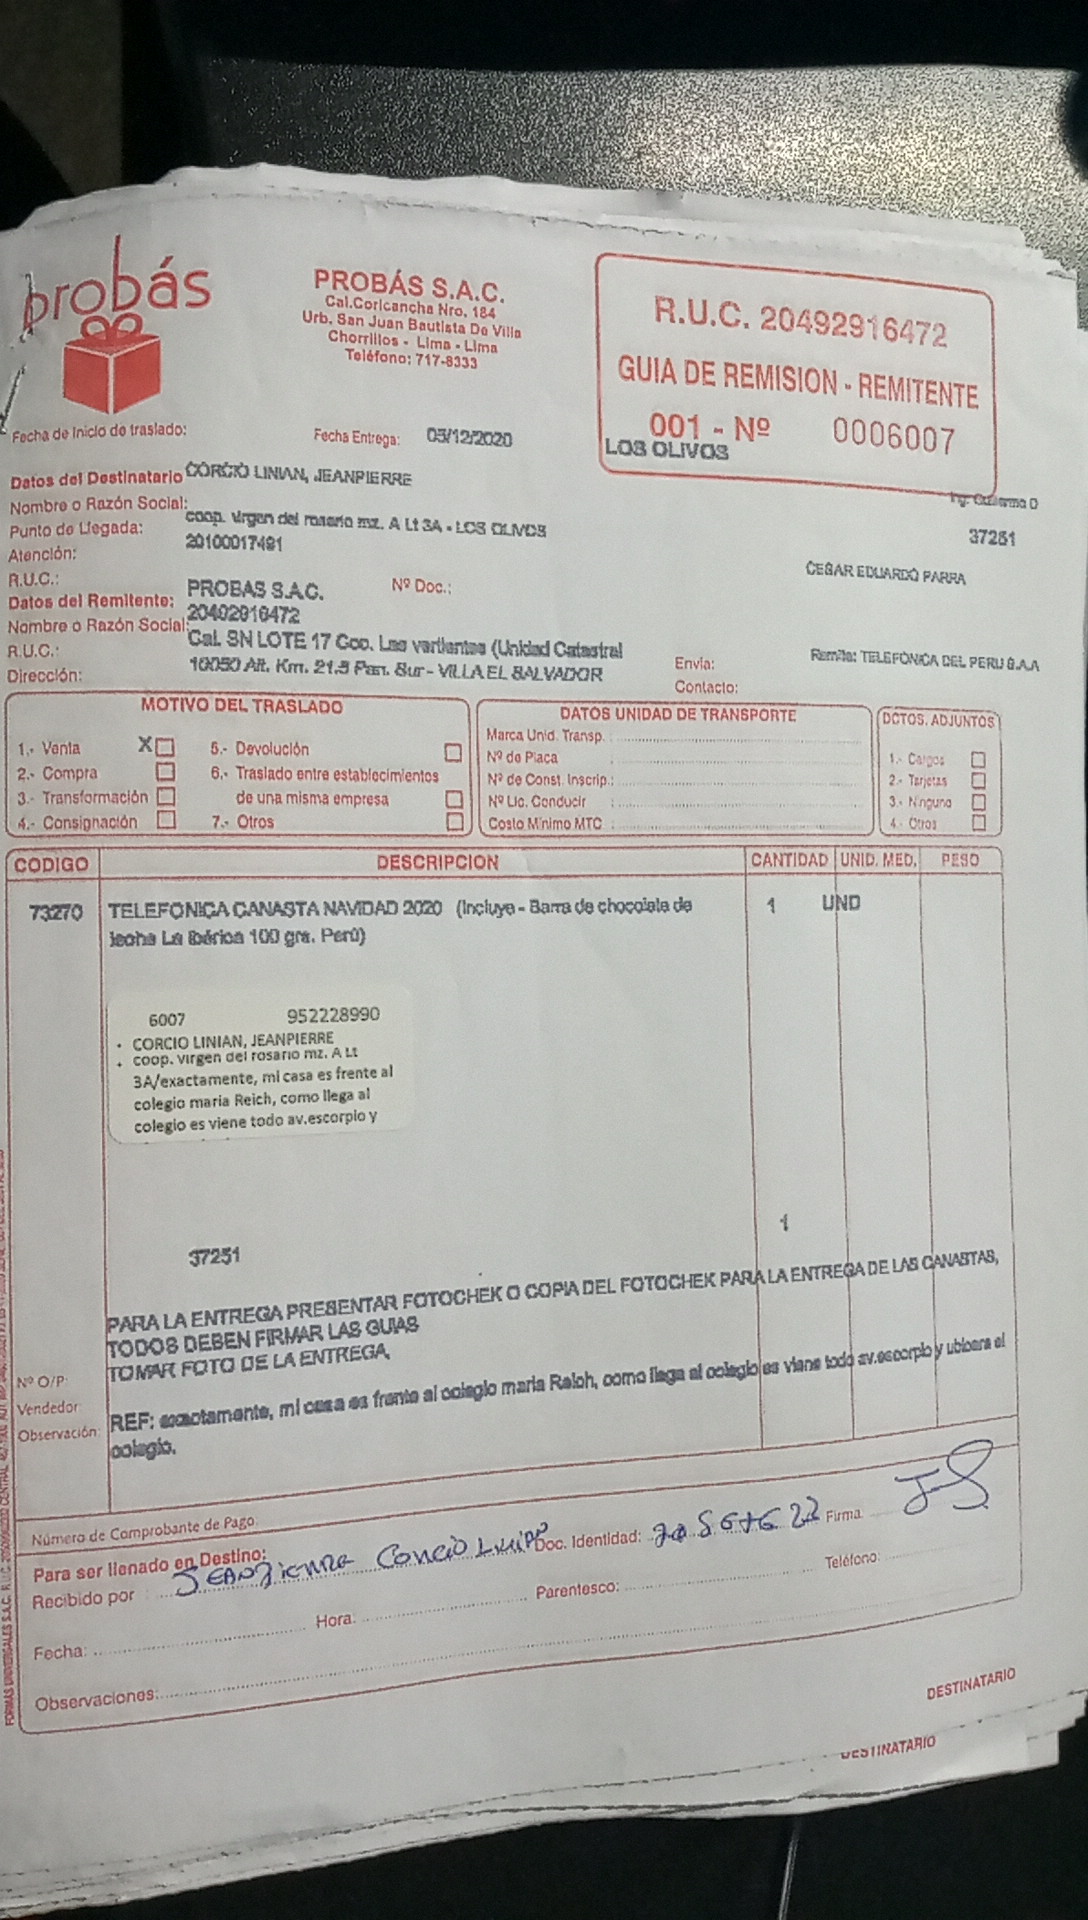 probás
PROBÁS S.A.C.
Cal.Coricancha Nro. 184
Urb. San Juan Bautista De Villa
Chorrillos - Lima - Lima
Teléfono: 717-8333
R.U.C. 20492916472
GUIA DE REMISION - REMITENTE
001 - Nº 0006007
LOS OLIVOS
Fecha de Inicio de traslado:
Fecha Entrega: 05/12/2020
Datos del Destinatario CORCIO LINIAN, JEANPIERRE
Nombre o Razón Social:
Punto de Llegada: coop. virgen del rosario mz. A Lt 3A - LOS OLIVOS
Atención: 20100017491
37251
R.U.C.:
CESAR EDUARDO PARRA
Datos del Remitente: PROBAS S.A.C. Nº Doc.:
Nombre o Razón Social: 20492916472
R.U.C.: Cal. SN LOTE 17 Coo. Las vertientes (Unidad Catastral
Dirección: 10050 Alt. Km. 21.5 Pan. Sur - VILLA EL SALVADOR
Envía: Remite: TELEFONICA DEL PERU S.A.A
Contacto:
MOTIVO DEL TRASLADO
1.- Venta X
2.- Compra
3.- Transformación
4.- Consignación
5.- Devolución
6.- Traslado entre establecimientos
de una misma empresa
7.- Otros
DATOS UNIDAD DE TRANSPORTE
Marca Unid. Transp.
Nº de Placa
Nº de Const. Inscrip.:
Nº Lic. Conducir
Costo Mínimo MTC
DCTOS. ADJUNTOS
1.- Cargos
2.- Tarjetas
3.- Ninguno
4.- Otros
CODIGO DESCRIPCION CANTIDAD UNID. MED. PESO
73270 TELEFONICA CANASTA NAVIDAD 2020 (Incluye - Barra de chocolate de 1 UND
leche La Ibérica 100 grs. Perú)
6007 952228990
CORCIO LINIAN, JEANPIERRE
coop. virgen del rosario mz. A Lt
3A/exactamente, mi casa es frente al
colegio maria Reich, como llega al
colegio es viene todo av.escorpio y
1
37251
PARA LA ENTREGA PRESENTAR FOTOCHEK O COPIA DEL FOTOCHEK PARA LA ENTREGA DE LAS CANASTAS,
TODOS DEBEN FIRMAR LAS GUIAS
TOMAR FOTO DE LA ENTREGA
Nº O/P:
Vendedor:
Observación: REF: exactamente, mi casa es frente al colegio maria Reich, como llega al colegio es viene todo av.escorpio y ubicara el
colegio.
Número de Comprobante de Pago:
Para ser llenado en Destino:
Recibido por JEANPIERRE CORCIO LINIAN Doc. Identidad: Firma
Fecha: Hora: Parentesco: Teléfono:
Observaciones:
DESTINATARIO
DESTINATARIO